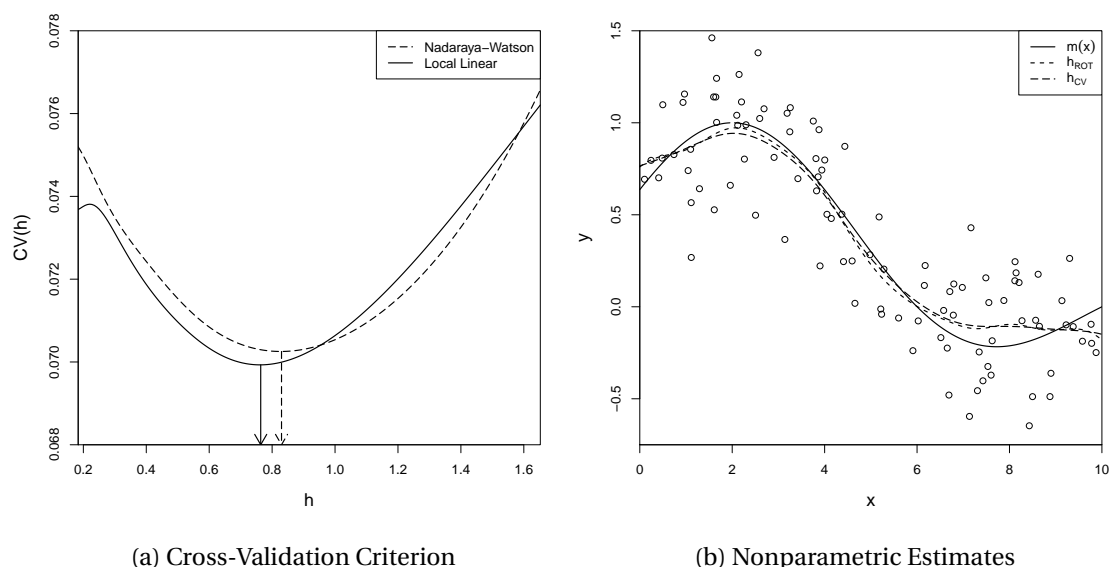 0.078
0.076
0.074
0.072
0.070
0.068
CV(h)
Nadaraya−Watson
Local Linear
0.2 0.4 0.6 0.8 1.0 1.2 1.4 1.6
h
(a) Cross-Validation Criterion
1.5
1.0
0.5
0.0
−0.5
y
m(x)
hROT
hCV
0 2 4 6 8 10
x
(b) Nonparametric Estimates